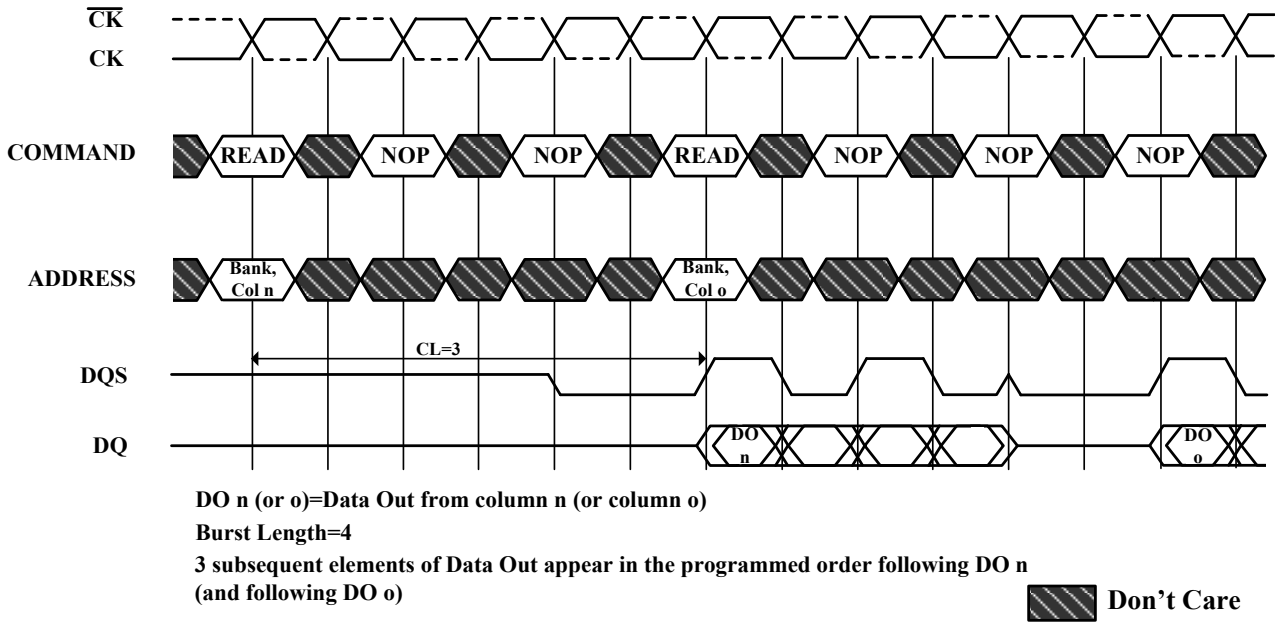 CK
CK
COMMAND
READ NOP NOP READ NOP NOP NOP
ADDRESS
Bank,
Col n
Bank,
Col o
CL=3
DQS
DQ
DO
n
DO
o
DO n (or o)=Data Out from column n (or column o)
Burst Length=4
3 subsequent elements of Data Out appear in the programmed order following DO n
(and following DO o)
Don't Care